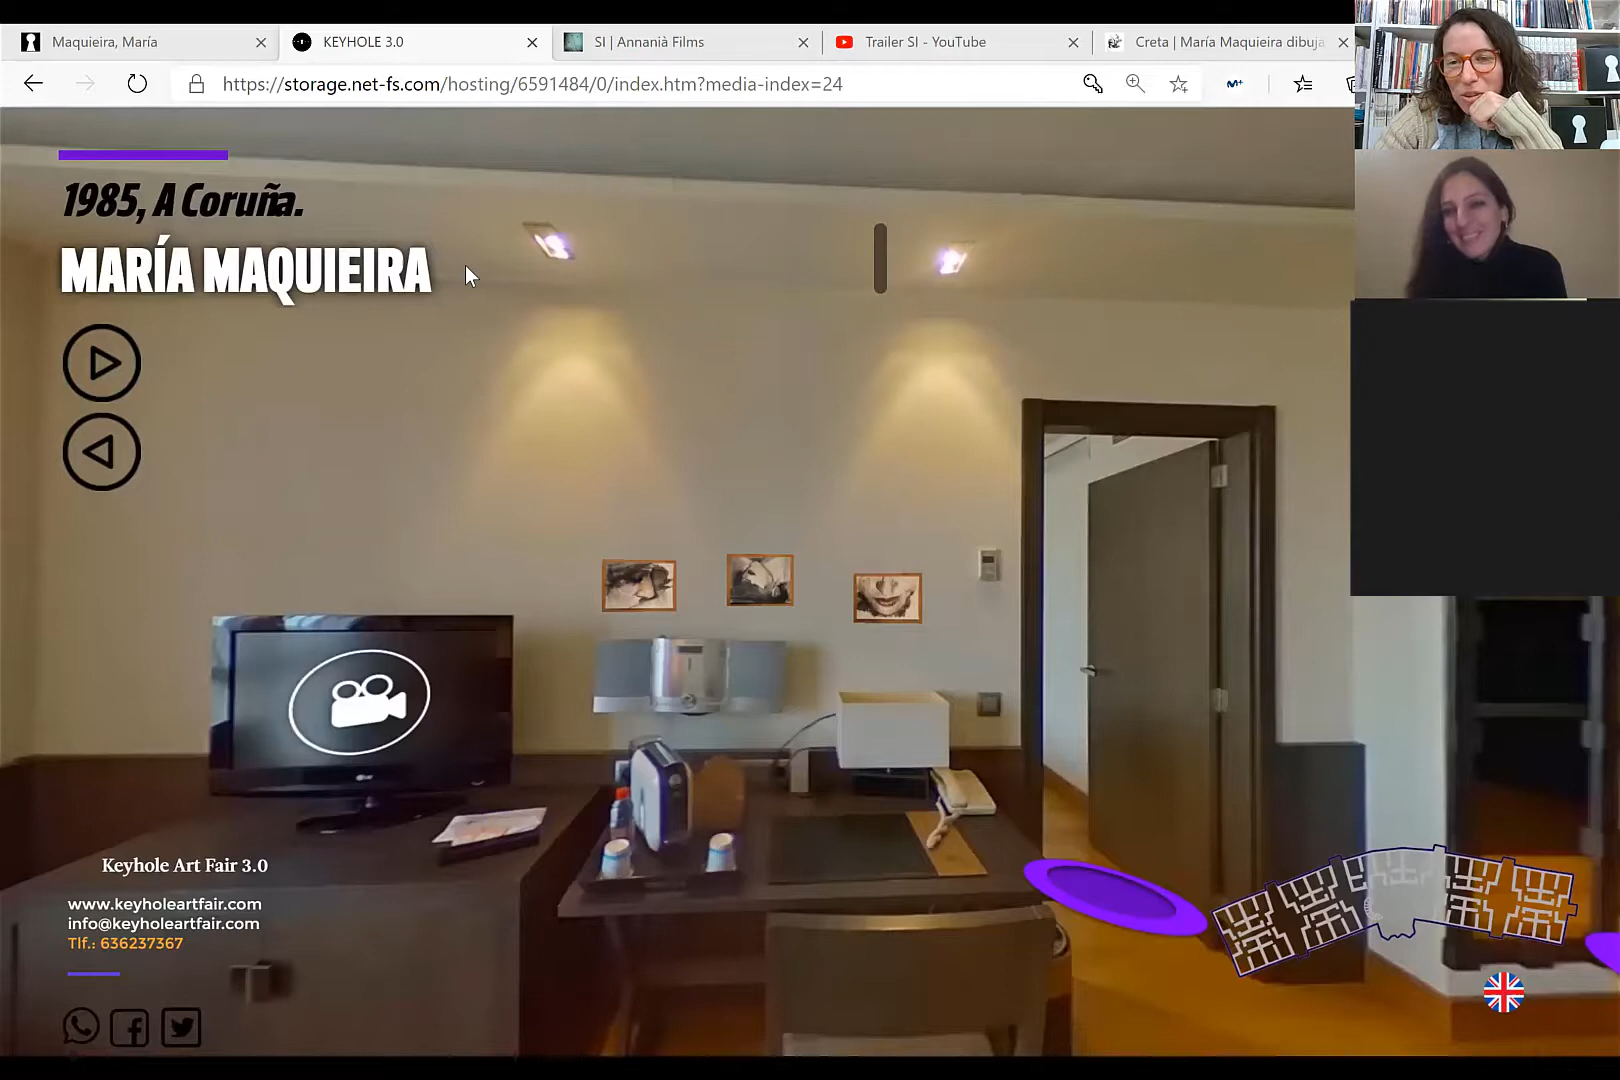 Maquieira, María
KEYHOLE 3.0
SI | Annanià Films
Trailer SI - YouTube
Creta | María Maquieira dibuja
https://storage.net-fs.com/hosting/6591484/0/index.htm?media-index=24
1985, A Coruña.
MARÍA MAQUIEIRA
Keyhole Art Fair 3.0
www.keyholeartfair.com
info@keyholeartfair.com
Tlf.: 636237367